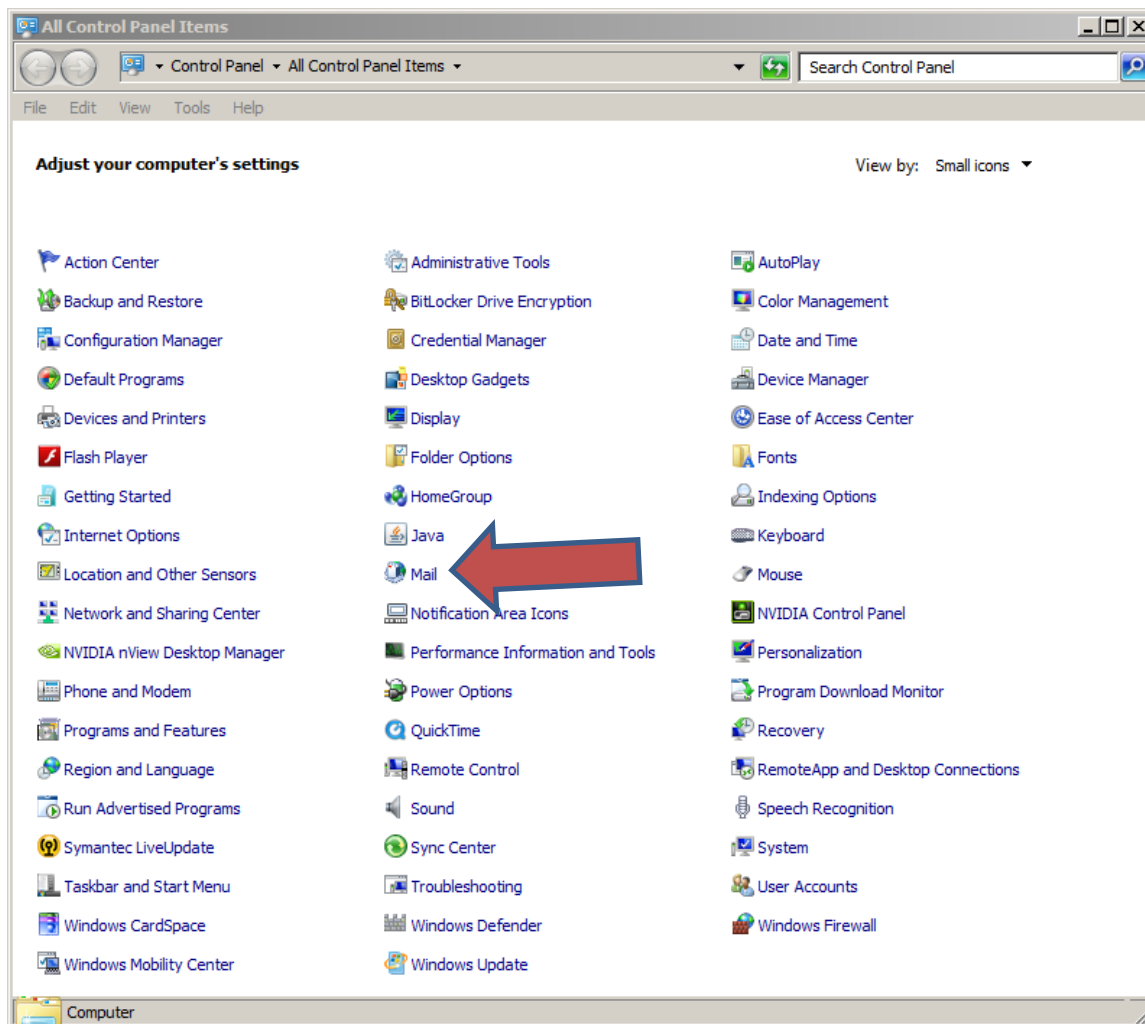 All Control Panel Items
Control Panel All Control Panel Items Search Control Panel
File Edit View Tools Help
Adjust your computer's settings View by: Small icons
Action Center Administrative Tools AutoPlay
Backup and Restore BitLocker Drive Encryption Color Management
Configuration Manager Credential Manager Date and Time
Default Programs Desktop Gadgets Device Manager
Devices and Printers Display Ease of Access Center
Flash Player Folder Options Fonts
Getting Started HomeGroup Indexing Options
Internet Options Java Keyboard
Location and Other Sensors Mail Mouse
Network and Sharing Center Notification Area Icons NVIDIA Control Panel
NVIDIA nView Desktop Manager Performance Information and Tools Personalization
Phone and Modem Power Options Program Download Monitor
Programs and Features QuickTime Recovery
Region and Language Remote Control RemoteApp and Desktop Connections
Run Advertised Programs Sound Speech Recognition
Symantec LiveUpdate Sync Center System
Taskbar and Start Menu Troubleshooting User Accounts
Windows CardSpace Windows Defender Windows Firewall
Windows Mobility Center Windows Update
Computer